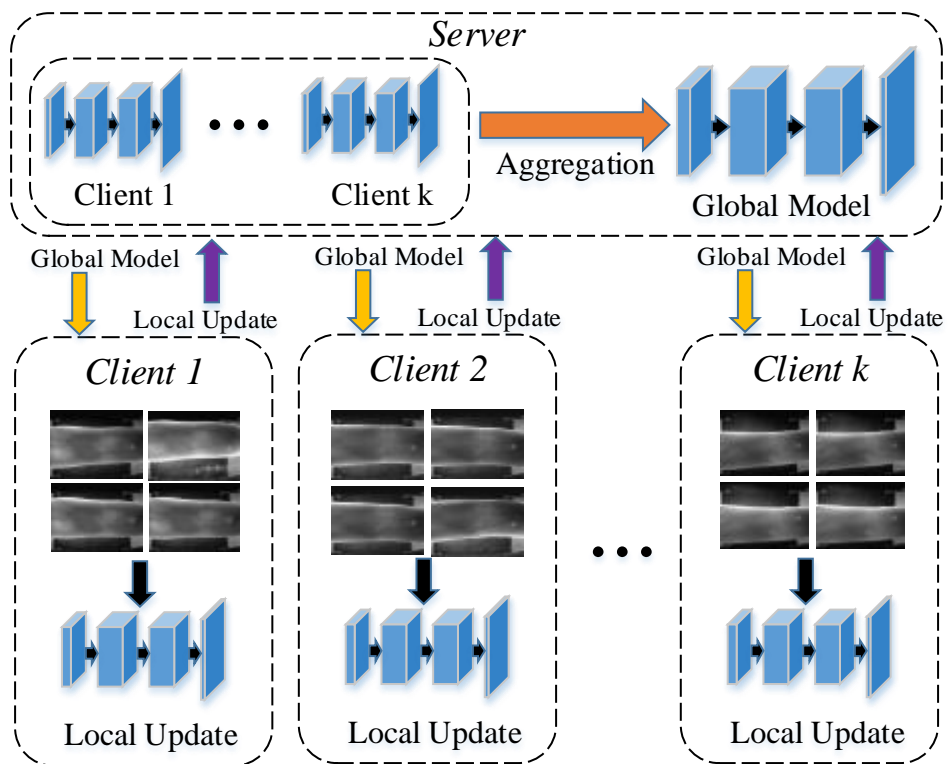 Server
Client 1
Client k
Aggregation
Global Model
Global Model
Local Update
Global Model
Local Update
Global Model
Local Update
Client 1
Client 2
Client k
Local Update
Local Update
Local Update